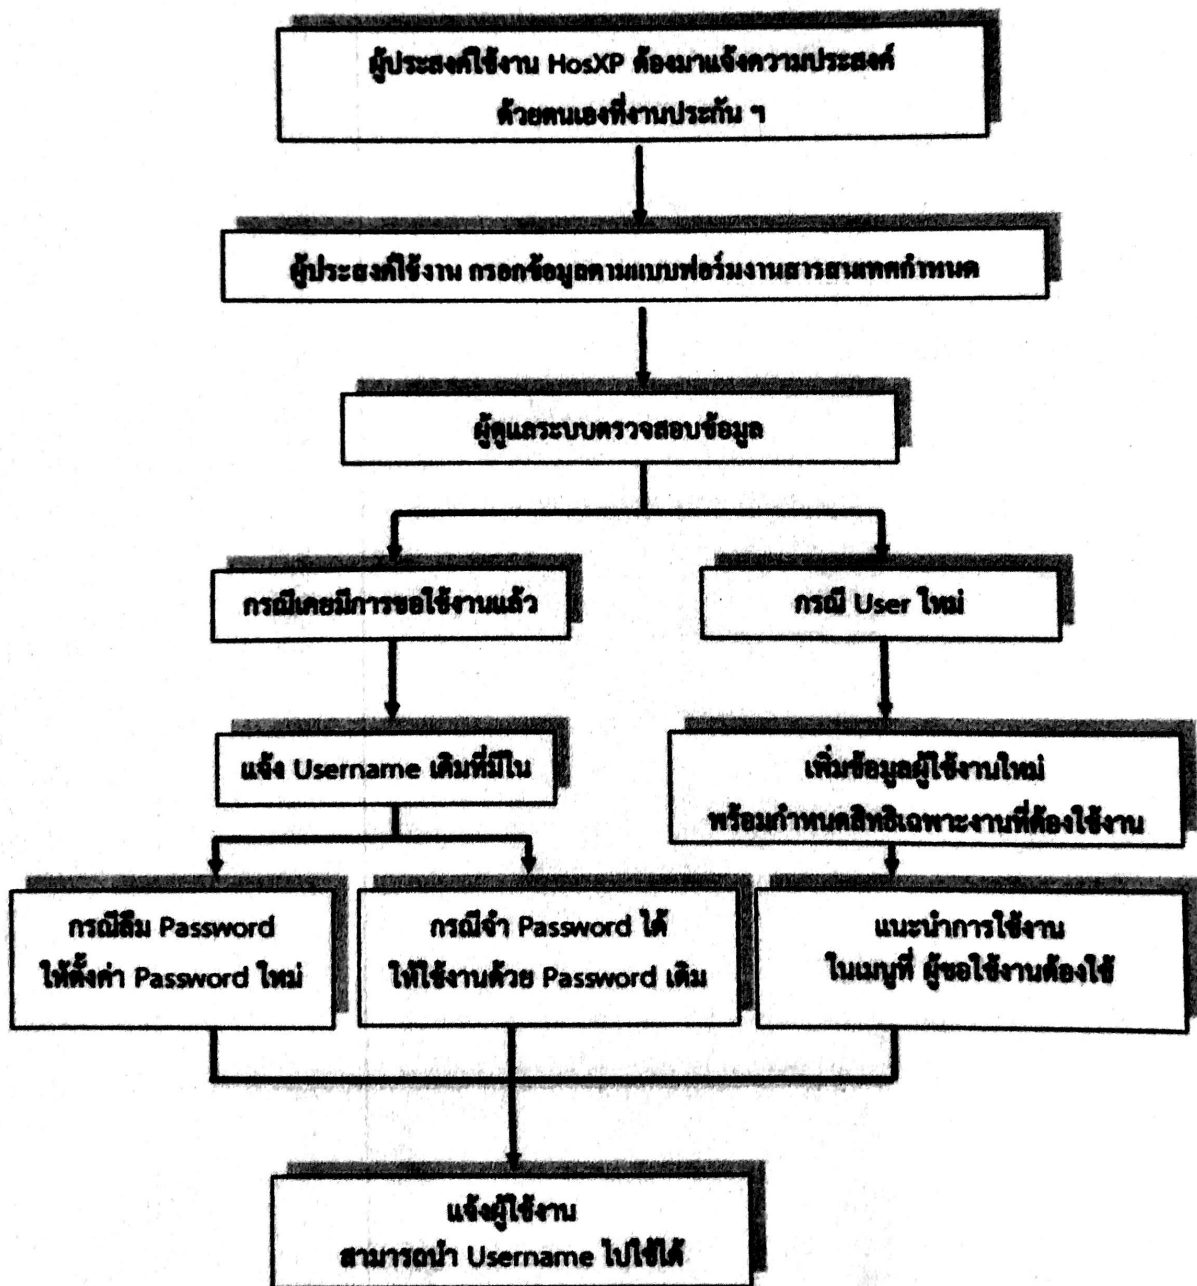 ผู้ประสงค์ใช้งาน HosXP ต้องมาแจ้งความประสงค์
ด้วยตนเองที่งานประกัน ฯ
ผู้ประสงค์ใช้งาน กรอกข้อมูลตามแบบฟอร์มงานสารสนเทศกำหนด
ผู้ดูแลระบบตรวจสอบข้อมูล
กรณีเคยมีการขอใช้งานแล้ว
กรณี User ใหม่
แจ้ง Username เดิมที่มีใน
เพิ่มข้อมูลผู้ใช้งานใหม่
พร้อมกำหนดสิทธิเฉพาะงานที่ต้องใช้งาน
กรณีลืม Password
ให้ตั้งค่า Password ใหม่
กรณีจำ Password ได้
ให้ใช้งานด้วย Password เดิม
แนะนำการใช้งาน
ในเมนูที่ ผู้ขอใช้งานต้องใช้
แจ้งผู้ใช้งาน
สามารถนำ Username ไปใช้ได้